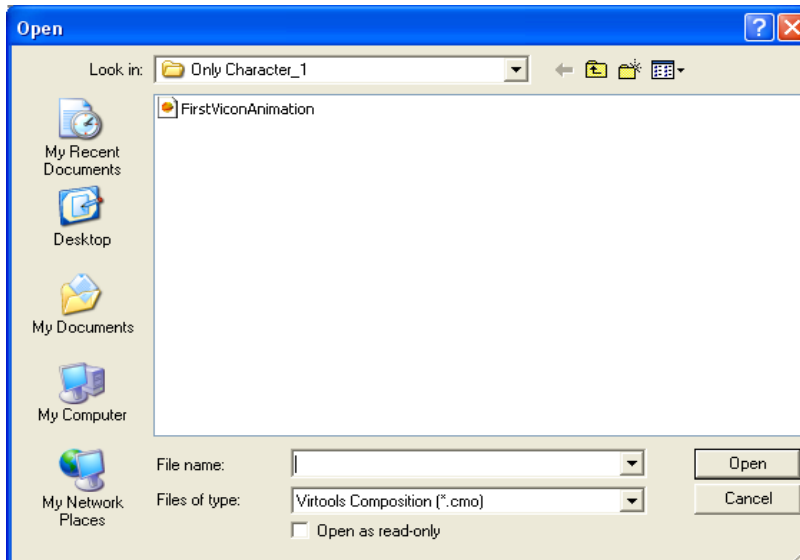 Open
Look in: Only Character_1
FirstViconAnimation
My Recent
Documents
Desktop
My Documents
My Computer
My Network
Places
File name: Open
Files of type: Virtools Composition (*.cmo) Cancel
Open as read-only